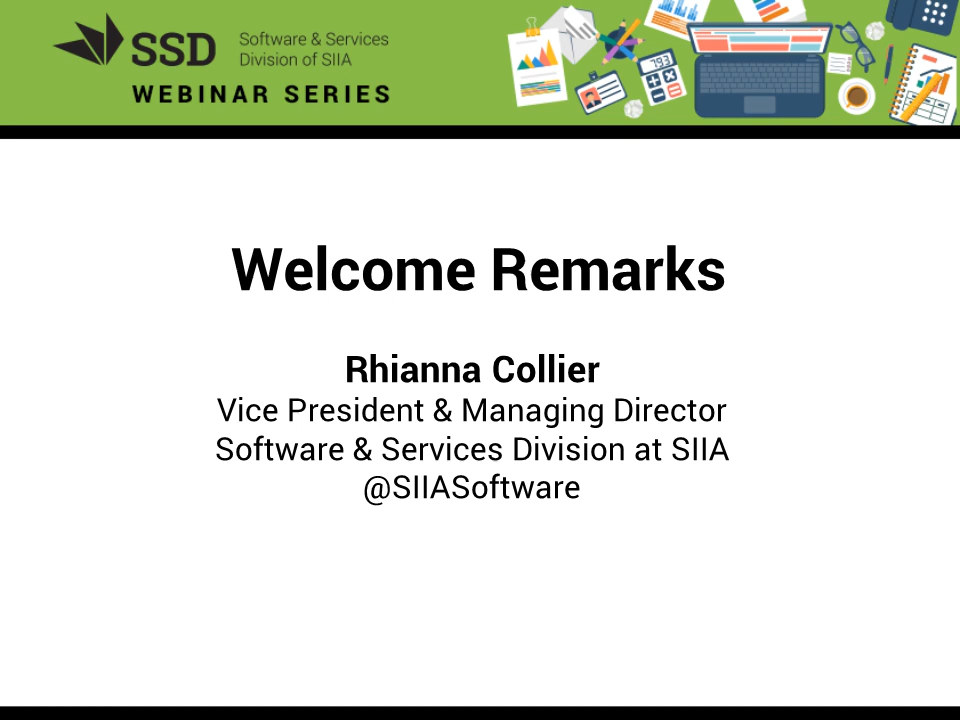 SSD
Software & Services
Division of SIIA
WEBINAR SERIES
793
Welcome Remarks
Rhianna Collier
Vice President & Managing Director
Software & Services Division at SIIA
@SIIASoftware